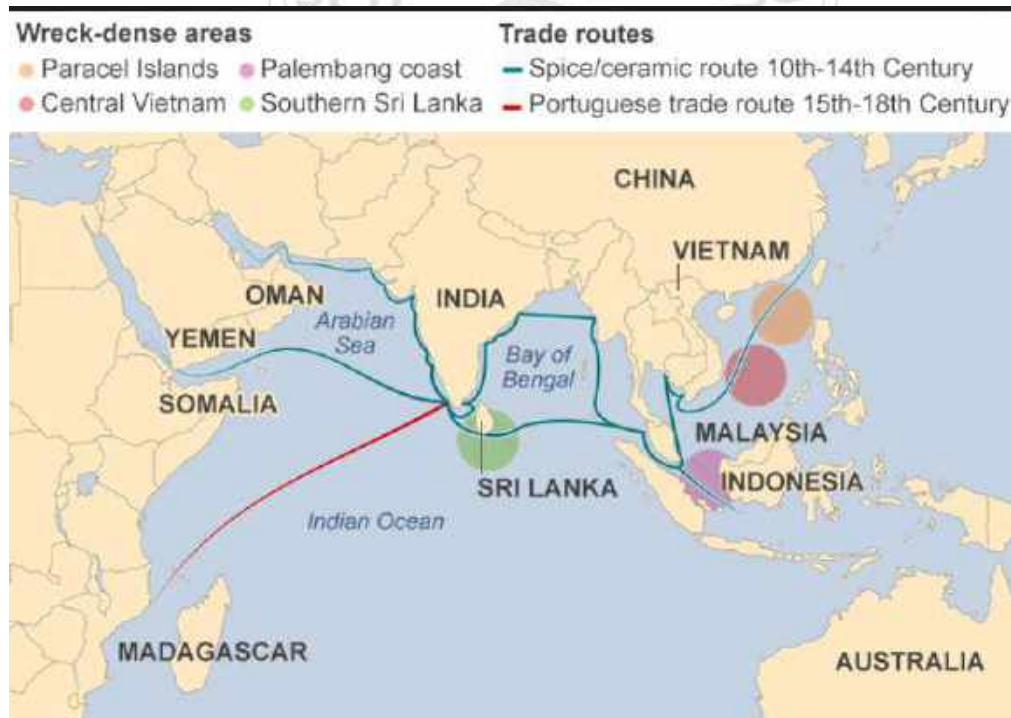 Wreck-dense areas
Paracel Islands
Palembang coast
Central Vietnam
Southern Sri Lanka
Trade routes
Spice/ceramic route 10th-14th Century
Portuguese trade route 15th-18th Century
CHINA
VIETNAM
OMAN
INDIA
Arabian
Sea
YEMEN
Bay of
Bengal
SOMALIA
MALAYSIA
SRI LANKA
INDONESIA
Indian Ocean
MADAGASCAR
AUSTRALIA